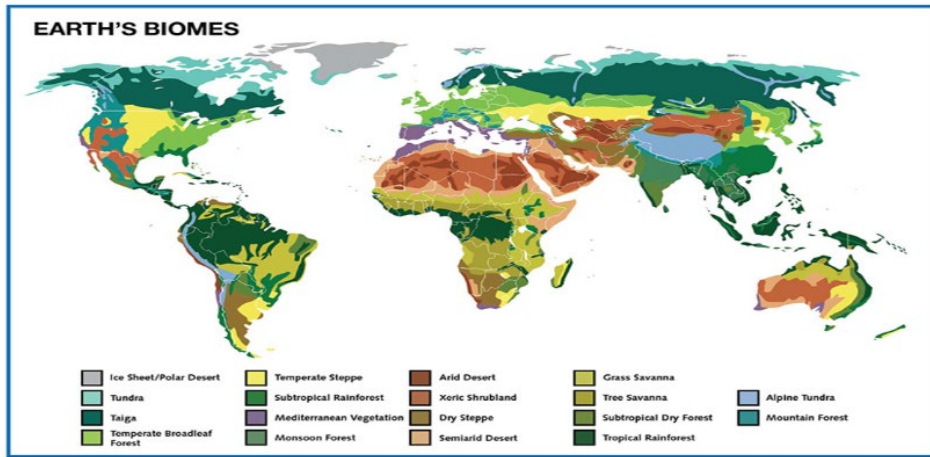 EARTH'S BIOMES
Ice Sheet/Polar Desert
Tundra
Taiga
Temperate Broadleaf
Forest
Temperate Steppe
Subtropical Rainforest
Mediterranean Vegetation
Monsoon Forest
Arid Desert
Xeric Shrubland
Dry Steppe
Semiarid Desert
Grass Savanna
Tree Savanna
Subtropical Dry Forest
Tropical Rainforest
Alpine Tundra
Mountain Forest